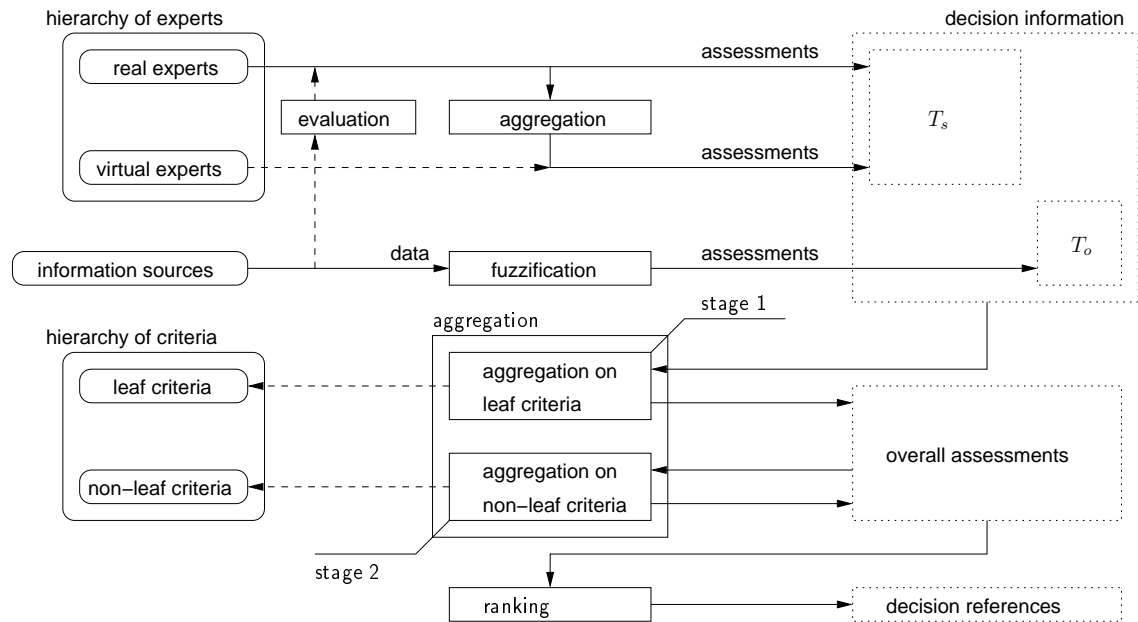 hierarchy of experts
decision information
real experts
assessments
evaluation
aggregation
T_s
virtual experts
assessments
information sources
data
fuzzification
assessments
T_o
stage 1
hierarchy of criteria
aggregation
leaf criteria
aggregation on
leaf criteria
overall assessments
non–leaf criteria
aggregation on
non–leaf criteria
stage 2
ranking
decision references